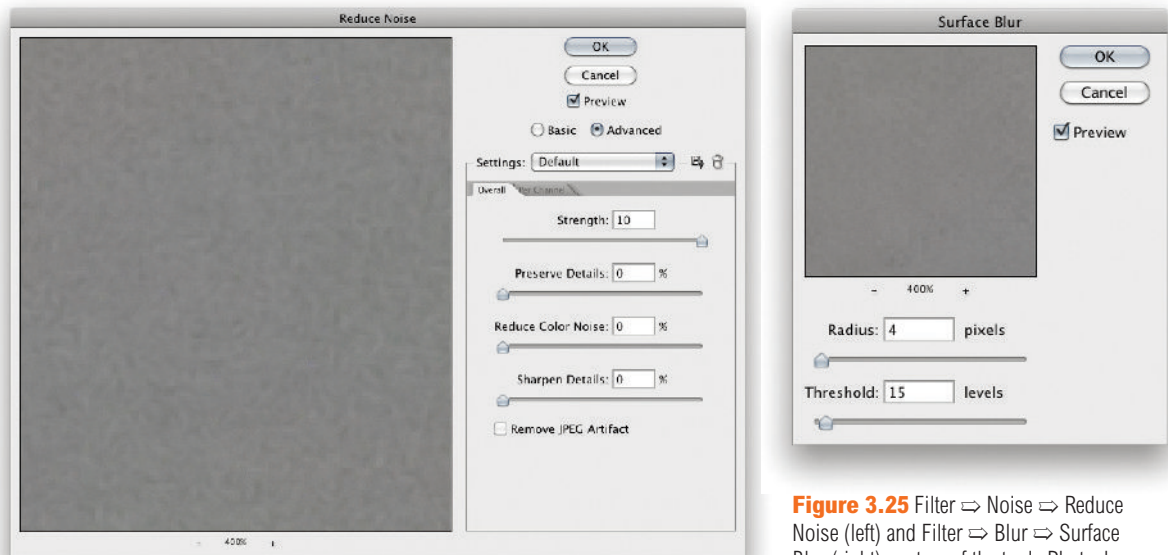 Reduce Noise
OK
Cancel
Preview
Basic Advanced
Settings: Default
Overall Per Channel
Strength: 10
Preserve Details: 0 %
Reduce Color Noise: 0 %
Sharpen Details: 0 %
Remove JPEG Artifact
- 400% +
Surface Blur
OK
Cancel
Preview
- 400% +
Radius: 4 pixels
Threshold: 15 levels
Figure 3.25 Filter ⇨ Noise ⇨ Reduce
Noise (left) and Filter ⇨ Blur ⇨ Surface